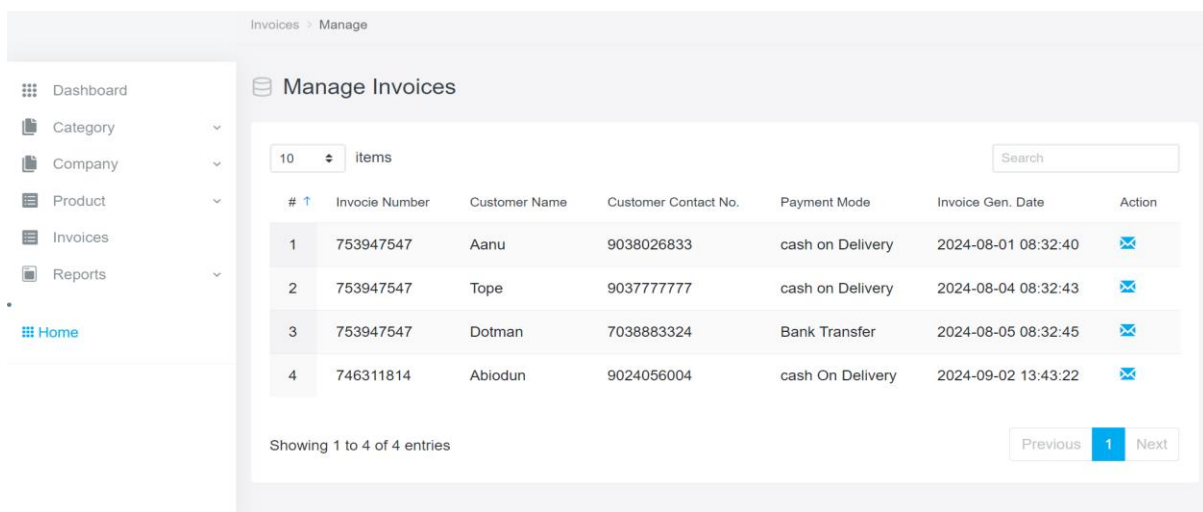 Invoices > Manage
Dashboard
Category
Company
Product
Invoices
Reports
Home
Manage Invoices
10 items
Search
# ↑ Invocie Number Customer Name Customer Contact No. Payment Mode Invoice Gen. Date Action
1 753947547 Aanu 9038026833 cash on Delivery 2024-08-01 08:32:40
2 753947547 Tope 9037777777 cash on Delivery 2024-08-04 08:32:43
3 753947547 Dotman 7038883324 Bank Transfer 2024-08-05 08:32:45
4 746311814 Abiodun 9024056004 cash On Delivery 2024-09-02 13:43:22
Showing 1 to 4 of 4 entries
Previous 1 Next